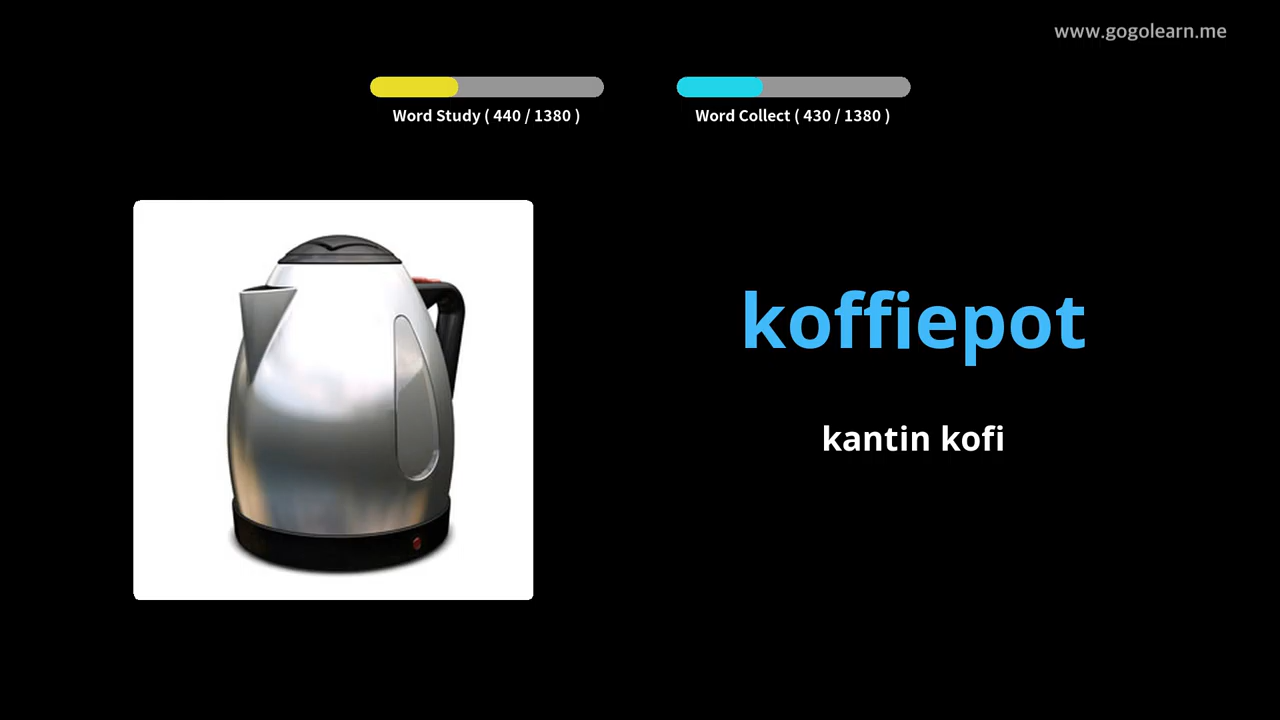 www.gogolearn.me
Word Study ( 440 / 1380 )
Word Collect ( 430 / 1380 )
koffiepot
kantin kofi